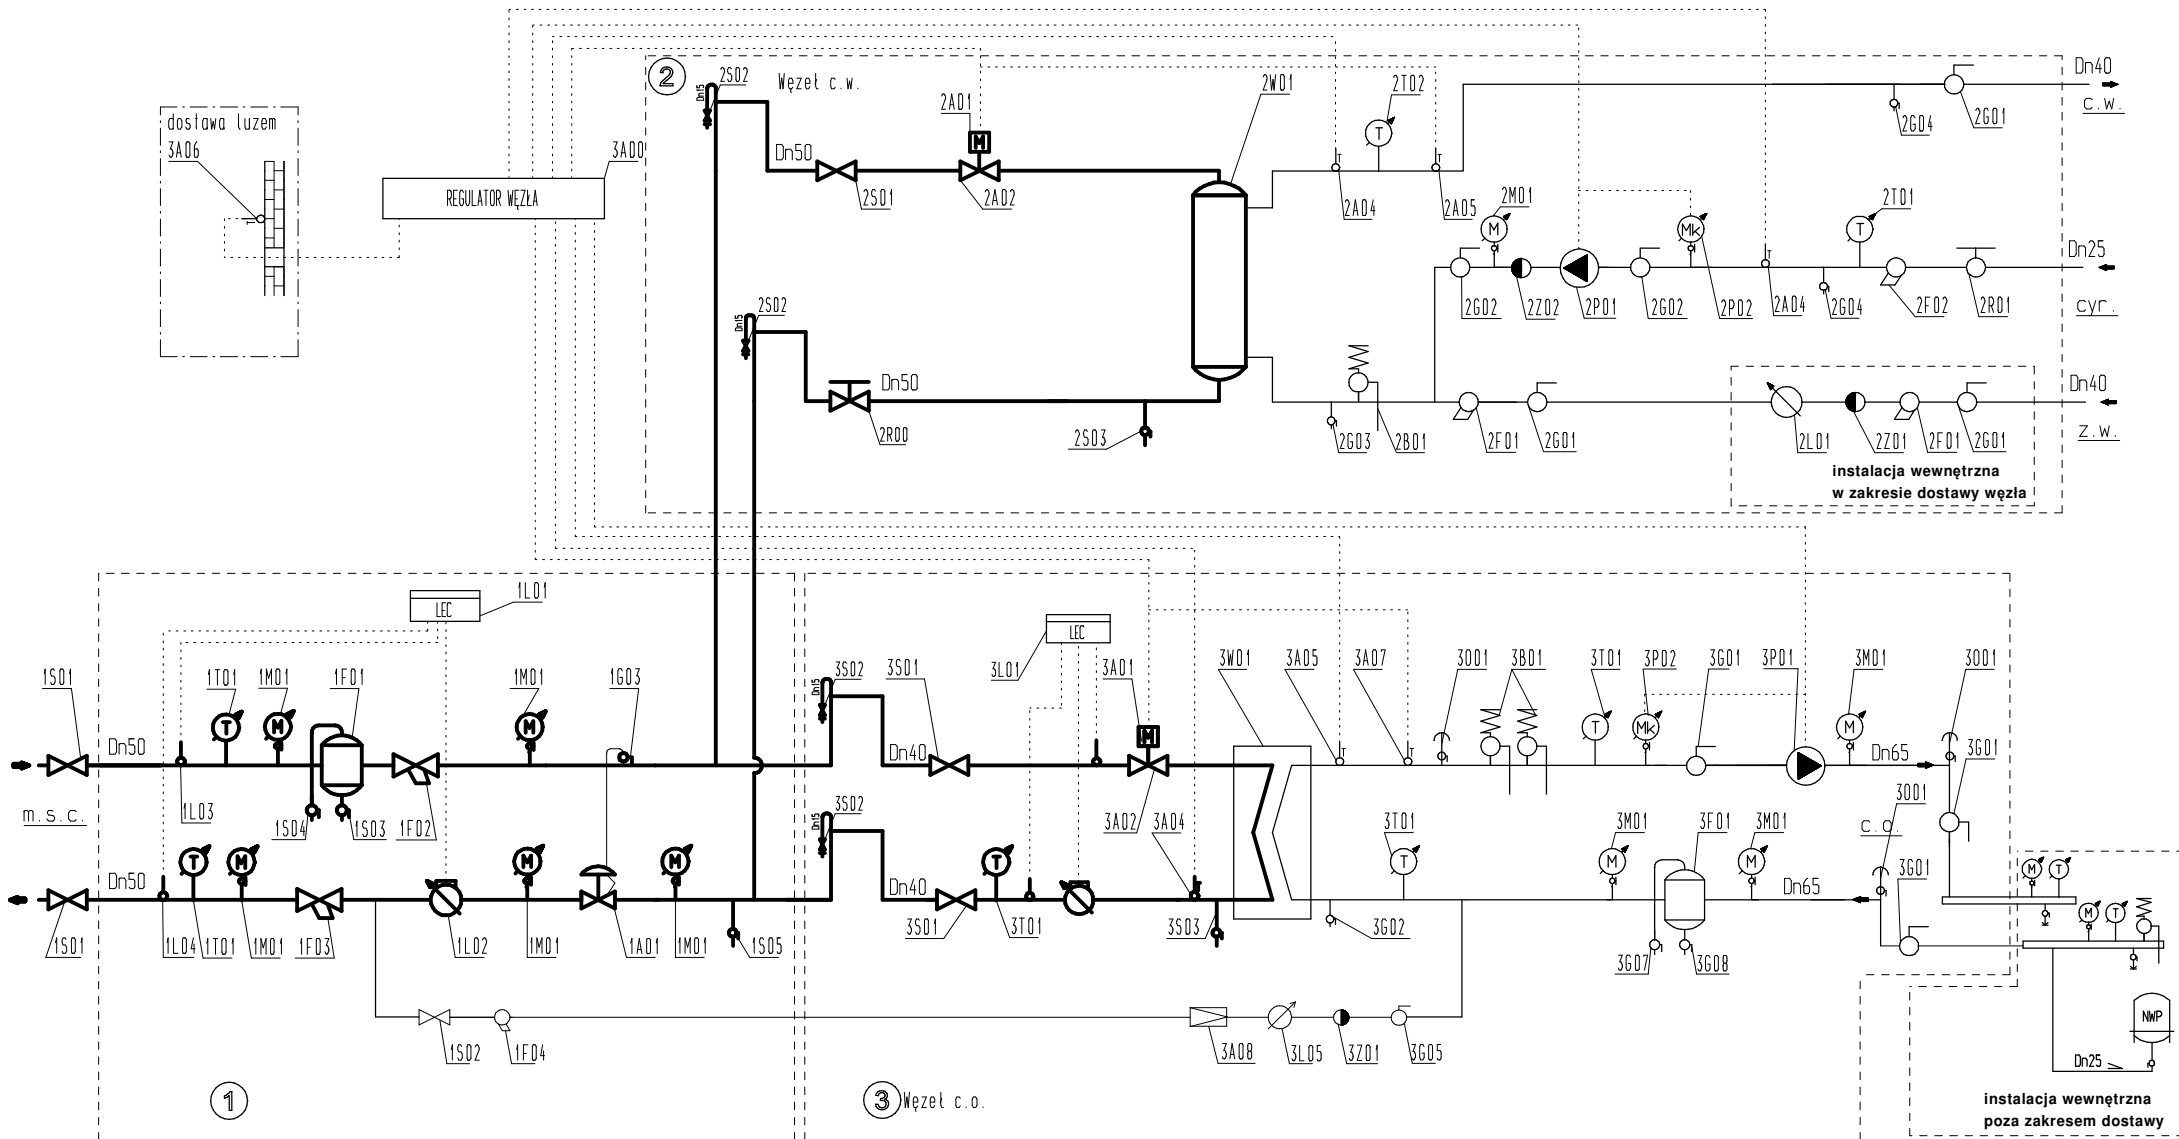 2
Węzeł c.w.
2S02
Dn15
2A01
2T02
2W01
Dn40
c.w.
2G04
2G01
dostawa luzem
3A06
3A00
REGULATOR WĘZŁA
Dn50
2S01
2A02
2A04
2A05
2M01
M
T
Mk
T
2T01
Dn25
cyr.
2G02
2Z02
2P01
2G02
2P02
2A04
2G04
2F02
2R01
2S02
Dn15
Dn50
2R00
2S03
2G03
2B01
2F01
2G01
2L01
2Z01
2F01
2G01
Dn40
z.w.
instalacja wewnętrzna
w zakresie dostawy węzła
LEC
1L01
LEC
3L01
1S01
1T01
1M01
1F01
1M01
1G03
3S02
3S01
3A01
3W01
3A05
3A07
3O01
3B01
3T01
3P02
3G01
3P01
3M01
3O01
3G01
Dn15
T
M
M
M
T
Mk
M
Dn50
Dn40
Dn65
m.s.c.
1L03
1S04
1S03
1F02
3S02
Dn15
3A02
3A04
3T01
3M01
3F01
3M01
c.o.
3O01
3G01
T
M
M
M
T
T
M
M
M
T
M
T
Dn50
Dn40
Dn65
1S01
1L04
1T01
1M01
1F03
1L02
1M01
1A01
1M01
1S05
3S01
3T01
3S03
3G02
3G07
3G08
1S02
1F04
3A08
3L05
3Z01
3G05
NWP
Dn25
1
3
Węzeł c.o.
instalacja wewnętrzna
poza zakresem dostawy